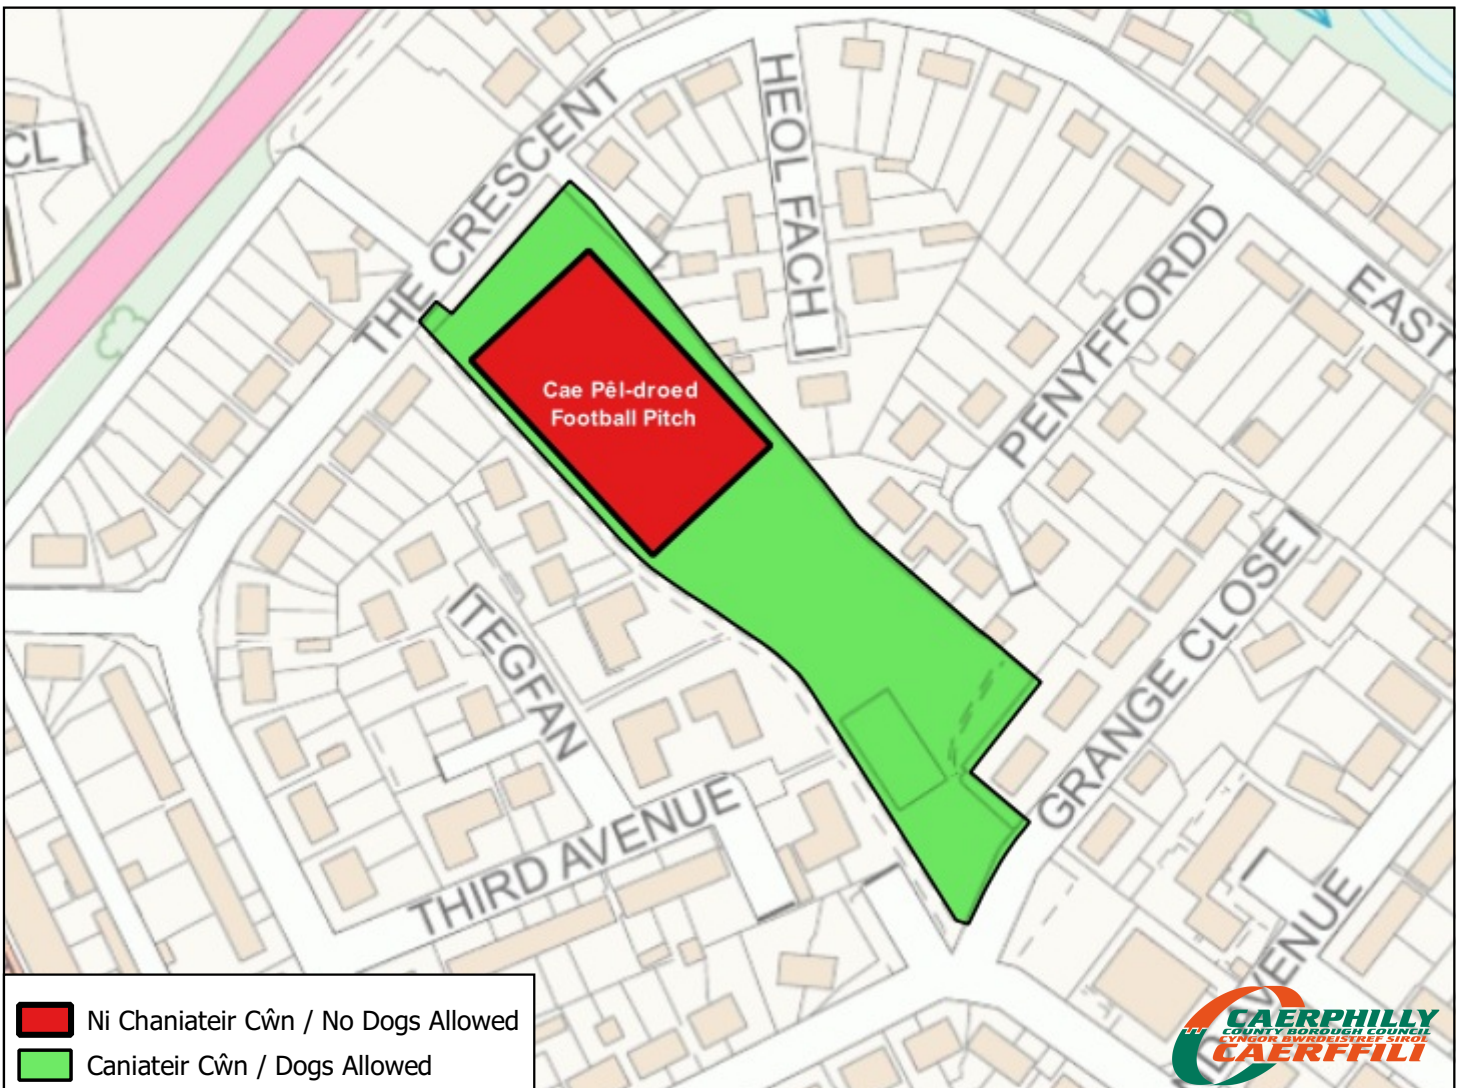 CL
THE CRESCENT
HEOL FACH
PENYFFORDD
EAST
Cae Pêl-droed
Football Pitch
TEGFAN
GRANGE CLOSE
THIRD AVENUE
AVENUE
Ni Chaniateir Cŵn / No Dogs Allowed
Caniateir Cŵn / Dogs Allowed
CAERPHILLY
COUNTY BOROUGH COUNCIL
CYNGOR BWRDEISTREF SIROL
CAERFFILI